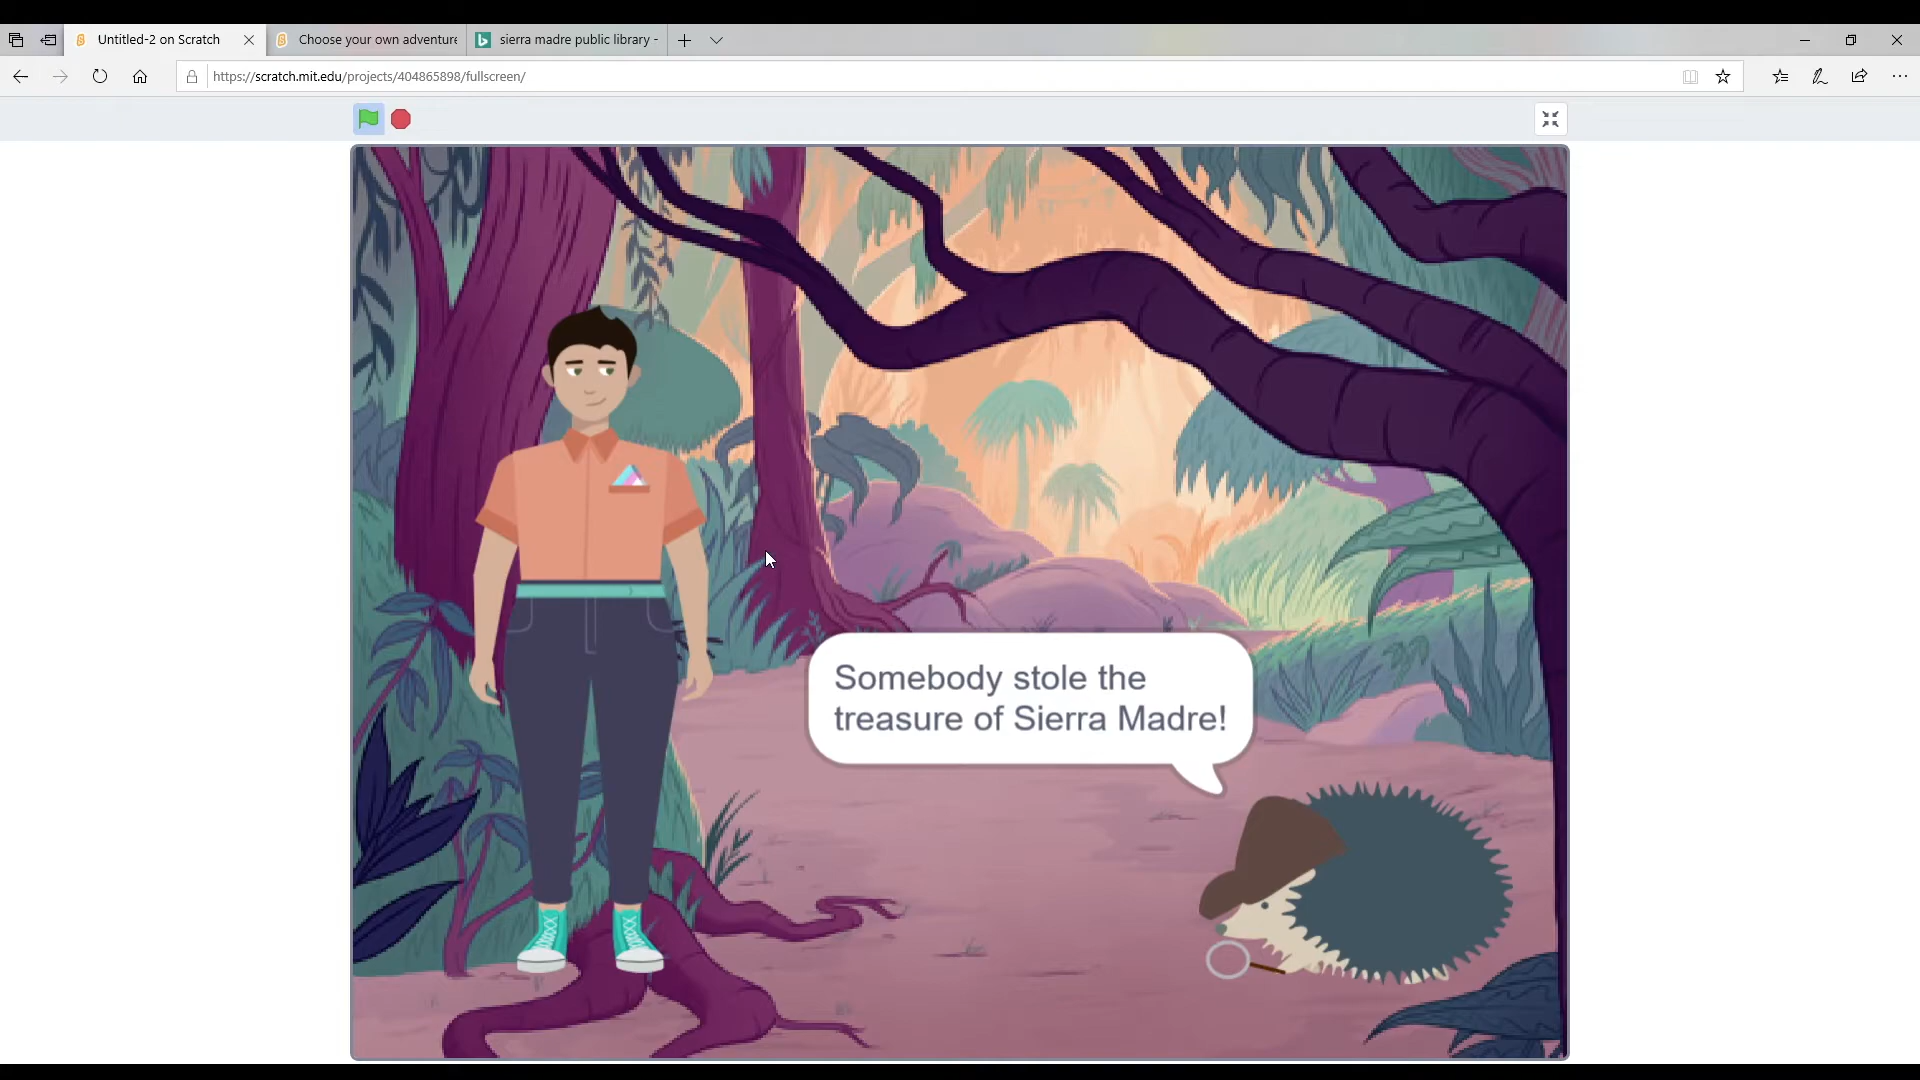 Untitled-2 on Scratch
Choose your own adventure
sierra madre public library -
https://scratch.mit.edu/projects/404865898/fullscreen/
Somebody stole the
treasure of Sierra Madre!